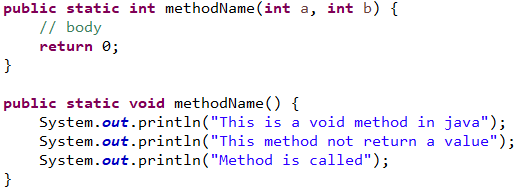 public static int methodName(int a, int b) {
    // body
    return 0;
}
public static void methodName() {
    System.out.println("This is a void method in java");
    System.out.println("This method not return a value");
    System.out.println("Method is called");
}